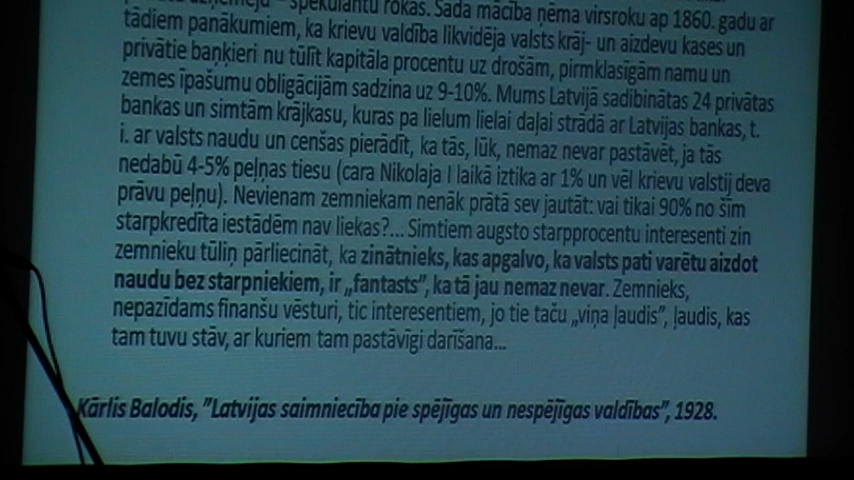 spekulantu rokās. Šāda mācība ņēma virsroku ap 1860. gadu ar
tādiem panākumiem, ka krievu valdība likvidēja valsts krāj- un aizdevu kases un
privātie baņķieri nu tūlīt kapitāla procentu uz drošām, pirmklasīgām namu un
zemes īpašumu obligācijām sadzina uz 9-10%. Mums Latvijā sadibinātas 24 privātas
bankas un simtām krājkasu, kuras pa lielum lielai daļai strādā ar Latvijas bankas, t.
i. ar valsts naudu un cenšas pierādīt, ka tās, lūk, nemaz nevar pastāvēt, ja tās
nedabū 4-5% peļņas tiesu (cara Nikolaja I laikā iztika ar 1% un vēl krievu valstij deva
prāvu peļņu). Nevienam zemniekam nenāk prātā sev jautāt: vai tikai 90% no šīm
starpkredīta iestādēm nav liekas?... Simtiem augsto starpprocentu interesenti zin
zemnieku tūliņ pārliecināt, ka zinātnieks, kas apgalvo, ka valsts pati varētu aizdot
naudu bez starpniekiem, ir „fantasts”, ka tā jau nemaz nevar. Zemnieks,
nepazīdams finanšu vēsturi, tic interesentiem, jo tie taču „viņa ļaudis”, ļaudis, kas
tam tuvu stāv, ar kuriem tam pastāvīgi darīšana...
Kārlis Balodis, ”Latvijas saimniecība pie spējīgas un nespējīgas valdības”, 1928.